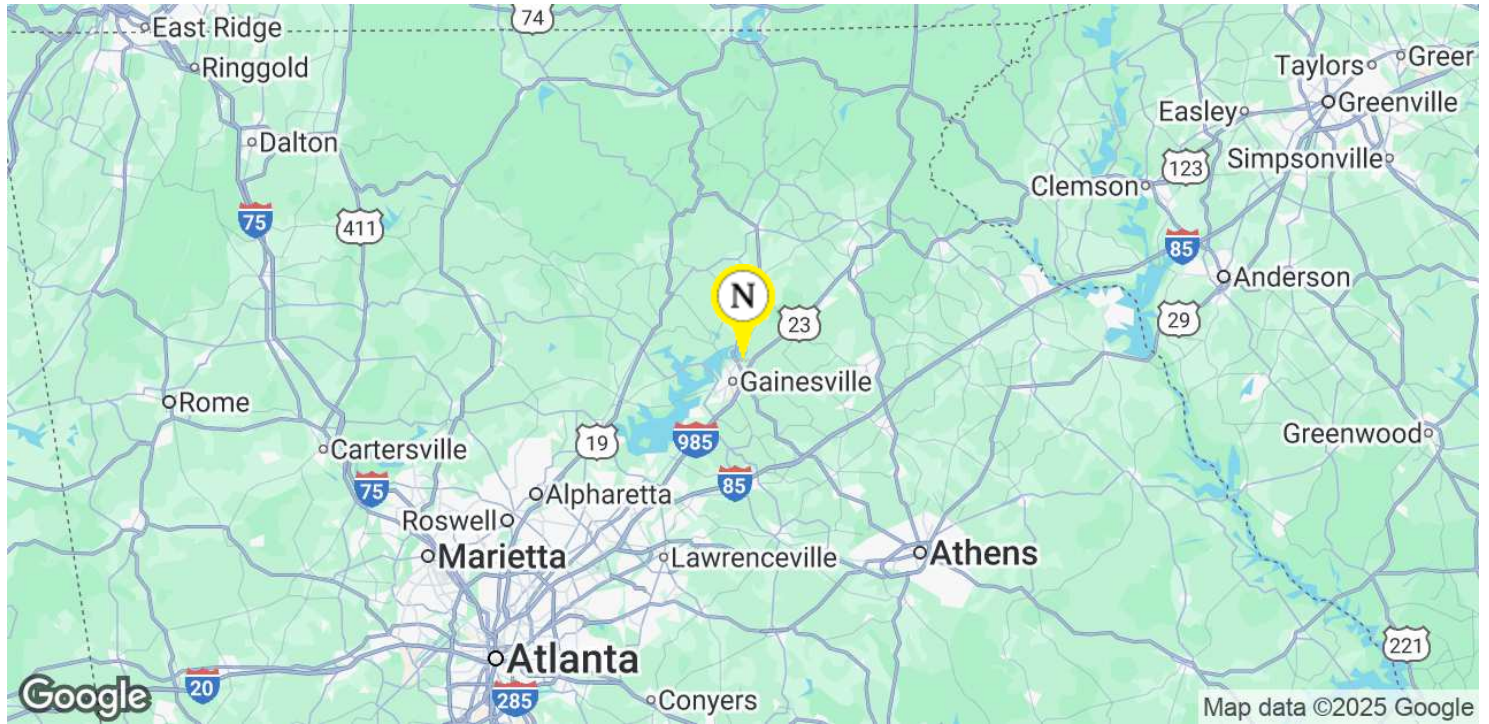 74
East Ridge
Ringgold
Greer
Taylors
Greenville
Easley
Dalton
123
Simpsonville
Clemson
75
411
85
Anderson
N
23
29
Gainesville
Rome
Greenwood
19
985
Cartersville
85
75
Alpharetta
Roswell
Marietta
Lawrenceville
Athens
221
Atlanta
20
285
Conyers
Google
Map data ©2025 Google